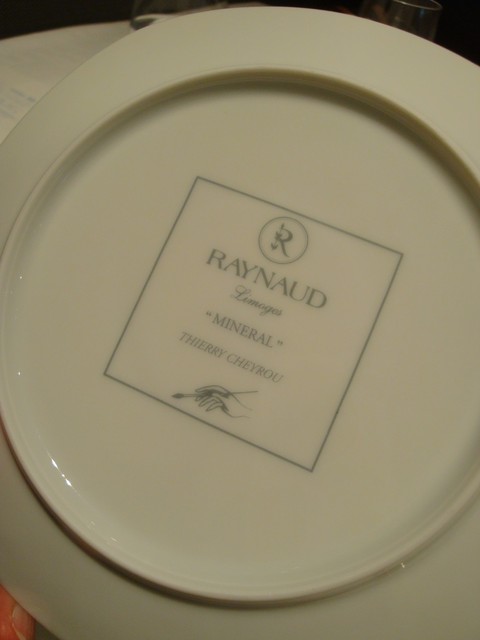 R
RAYNAUD
Limoges
"MINERAL"
THIERRY CHEYROU